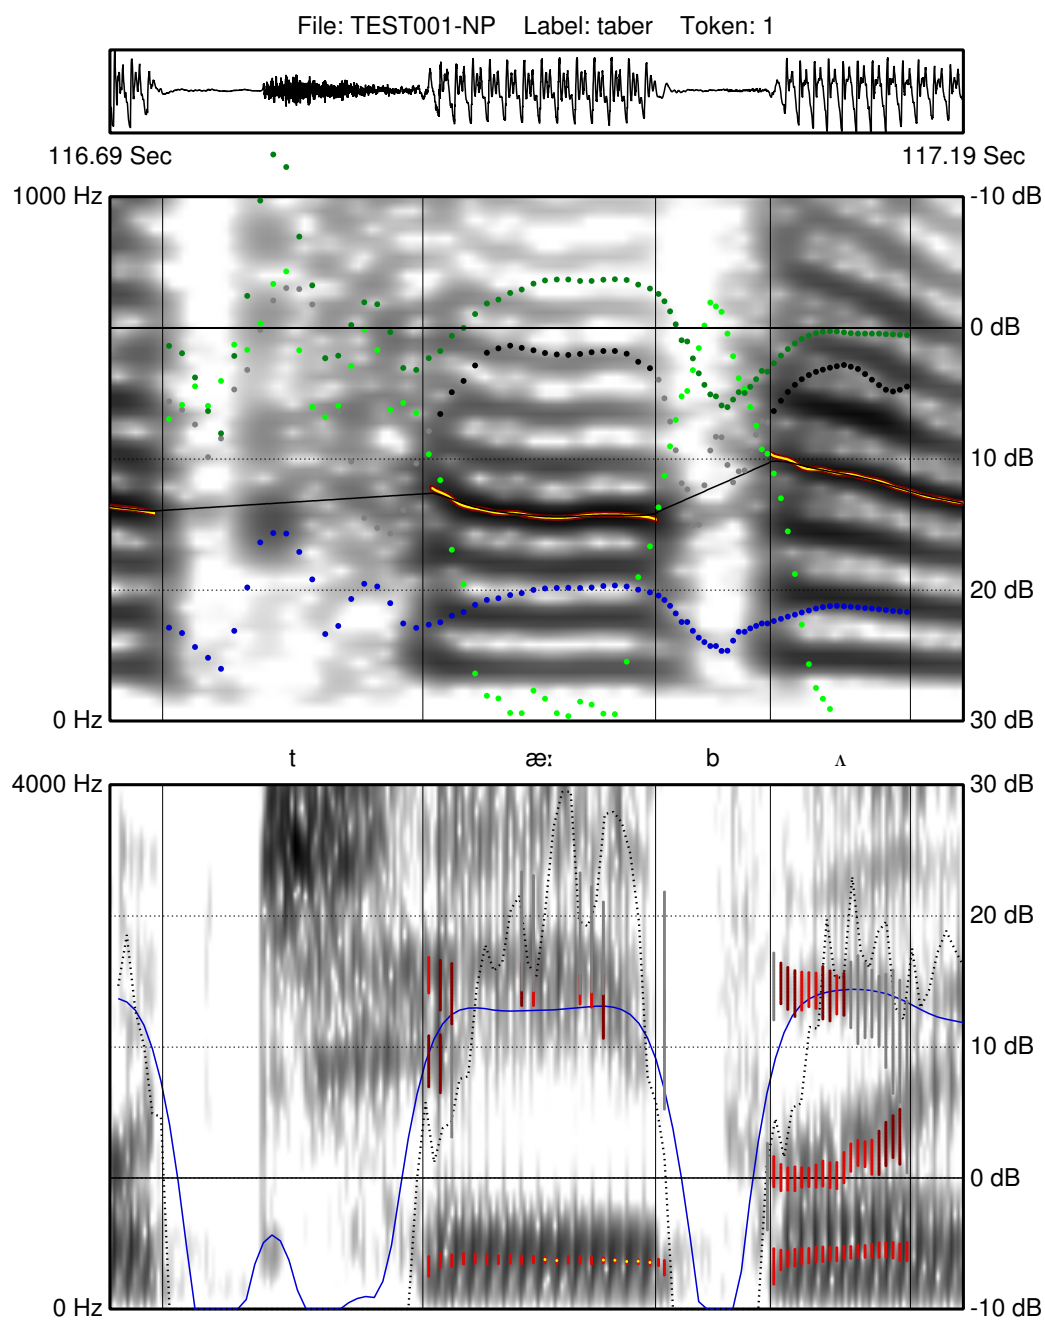 File: TEST001-NP Label: taber Token: 1
116.69 Sec 117.19 Sec
1000 Hz -10 dB
0 dB
10 dB
20 dB
0 Hz 30 dB
t æː b ʌ
4000 Hz 30 dB
20 dB
10 dB
0 dB
0 Hz -10 dB